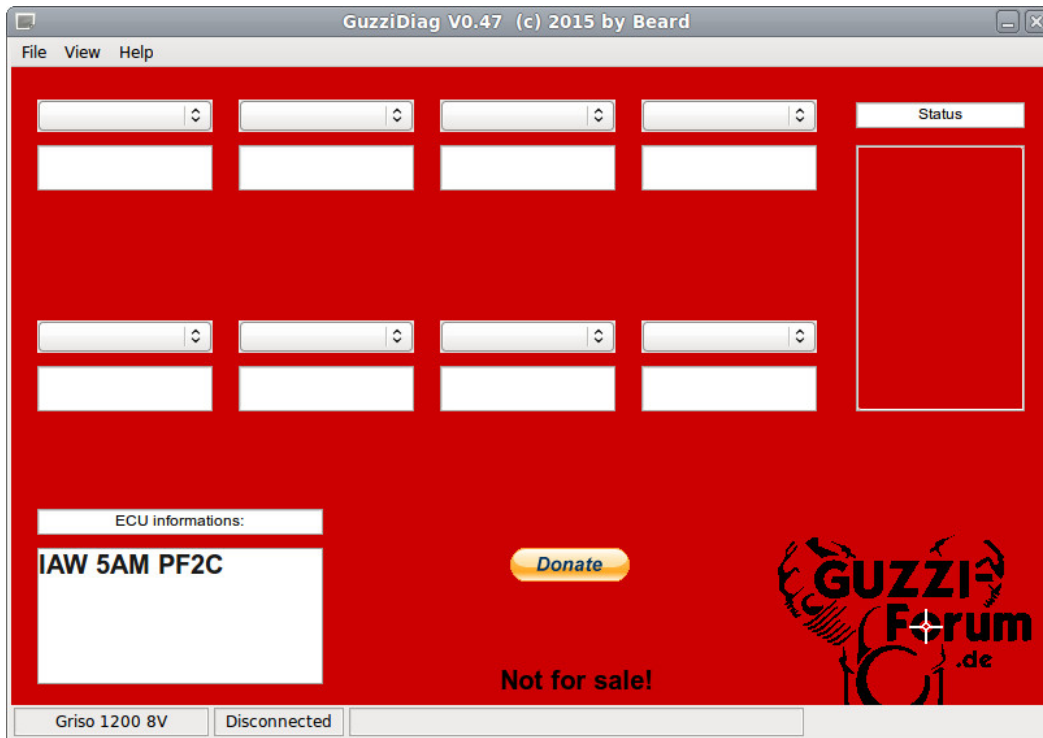 GuzziDiag V0.47 (c) 2015 by Beard
File View Help
Status
ECU informations:
IAW 5AM PF2C
Donate
GUZZI-
Forum
.de
Not for sale!
Griso 1200 8V Disconnected